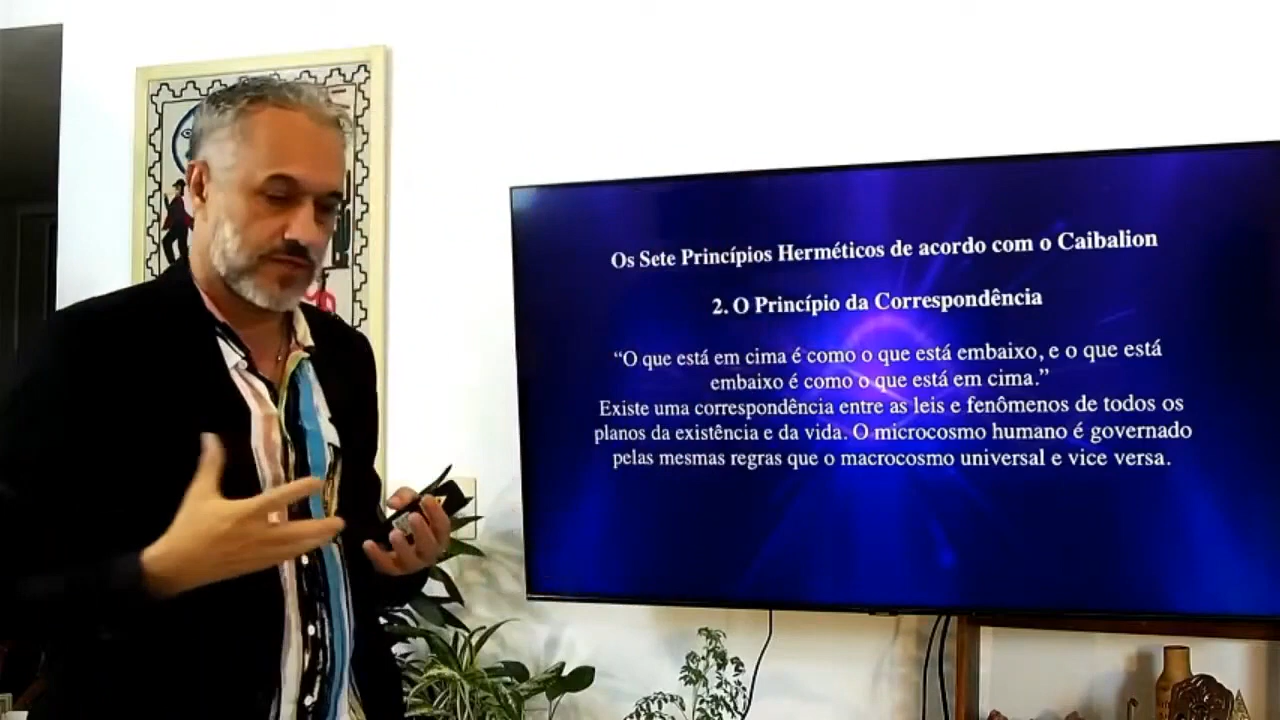 Os Sete Princípios Herméticos de acordo com o Caibalion
2. O Princípio da Correspondência
“O que está em cima é como o que está embaixo, e o que está
embaixo é como o que está em cima.”
Existe uma correspondência entre as leis e fenômenos de todos os
planos da existência e da vida. O microcosmo humano é governado
pelas mesmas regras que o macrocosmo universal e vice versa.